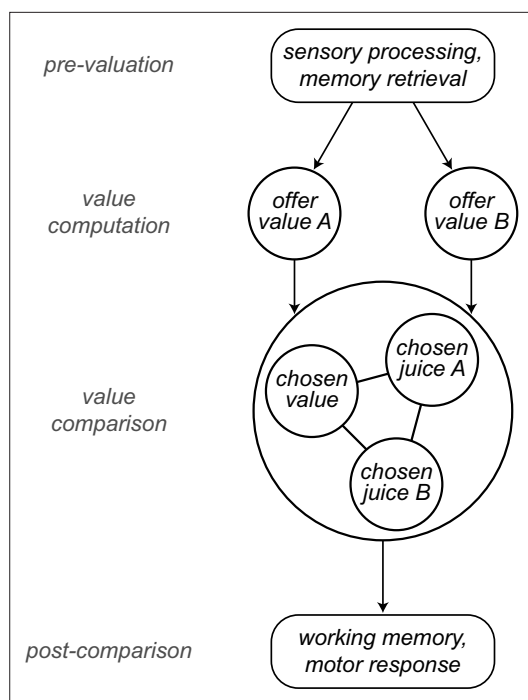 pre-valuation
sensory processing,
memory retrieval
value
computation
offer
value A
offer
value B
value
comparison
chosen
value
chosen
juice A
chosen
juice B
post-comparison
working memory,
motor response